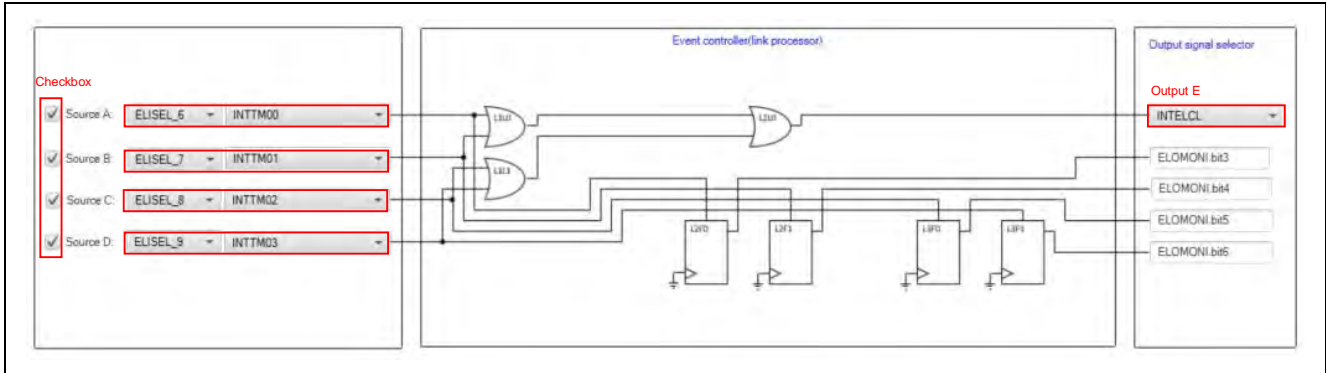 Event controller(link processor)
Output signal selector
Checkbox
Output E
Source A: ELISEL_6 INTTM00
INTELCL
Source B: ELISEL_7 INTTM01
ELOMONI.bit3
Source C: ELISEL_8 INTTM02
ELOMONI.bit4
ELOMONI.bit5
Source D: ELISEL_9 INTTM03
ELOMONI.bit6